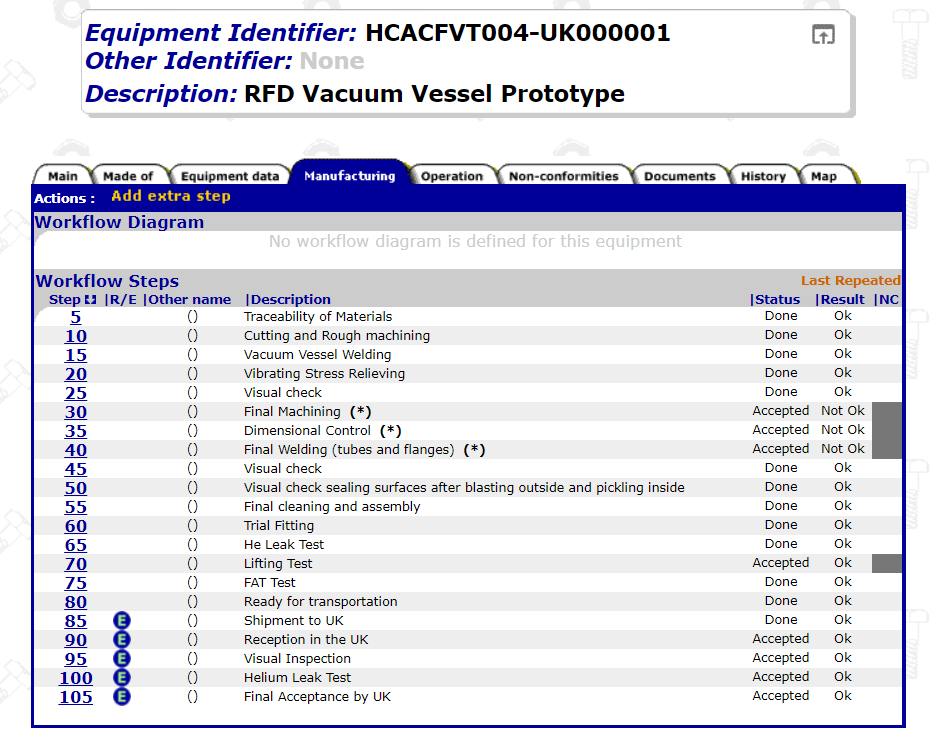 Equipment Identifier: HCACFVT004-UK000001
Other Identifier: None
Description: RFD Vacuum Vessel Prototype
Main Made of Equipment data Manufacturing Operation Non-conformities Documents History Map
Actions : Add extra step
Workflow Diagram
No workflow diagram is defined for this equipment
Workflow Steps Last Repeated
Step |R/E |Other name |Description |Status |Result |NC
5 () Traceability of Materials Done Ok
10 () Cutting and Rough machining Done Ok
15 () Vacuum Vessel Welding Done Ok
20 () Vibrating Stress Relieving Done Ok
25 () Visual check Done Ok
30 () Final Machining (*) Accepted Not Ok
35 () Dimensional Control (*) Accepted Not Ok
40 () Final Welding (tubes and flanges) (*) Accepted Not Ok
45 () Visual check Done Ok
50 () Visual check sealing surfaces after blasting outside and pickling inside Done Ok
55 () Final cleaning and assembly Done Ok
60 () Trial Fitting Done Ok
65 () He Leak Test Done Ok
70 () Lifting Test Accepted Ok
75 () FAT Test Done Ok
80 () Ready for transportation Done Ok
85 E () Shipment to UK Done Ok
90 E () Reception in the UK Accepted Ok
95 E () Visual Inspection Accepted Ok
100 E () Helium Leak Test Accepted Ok
105 E () Final Acceptance by UK Accepted Ok